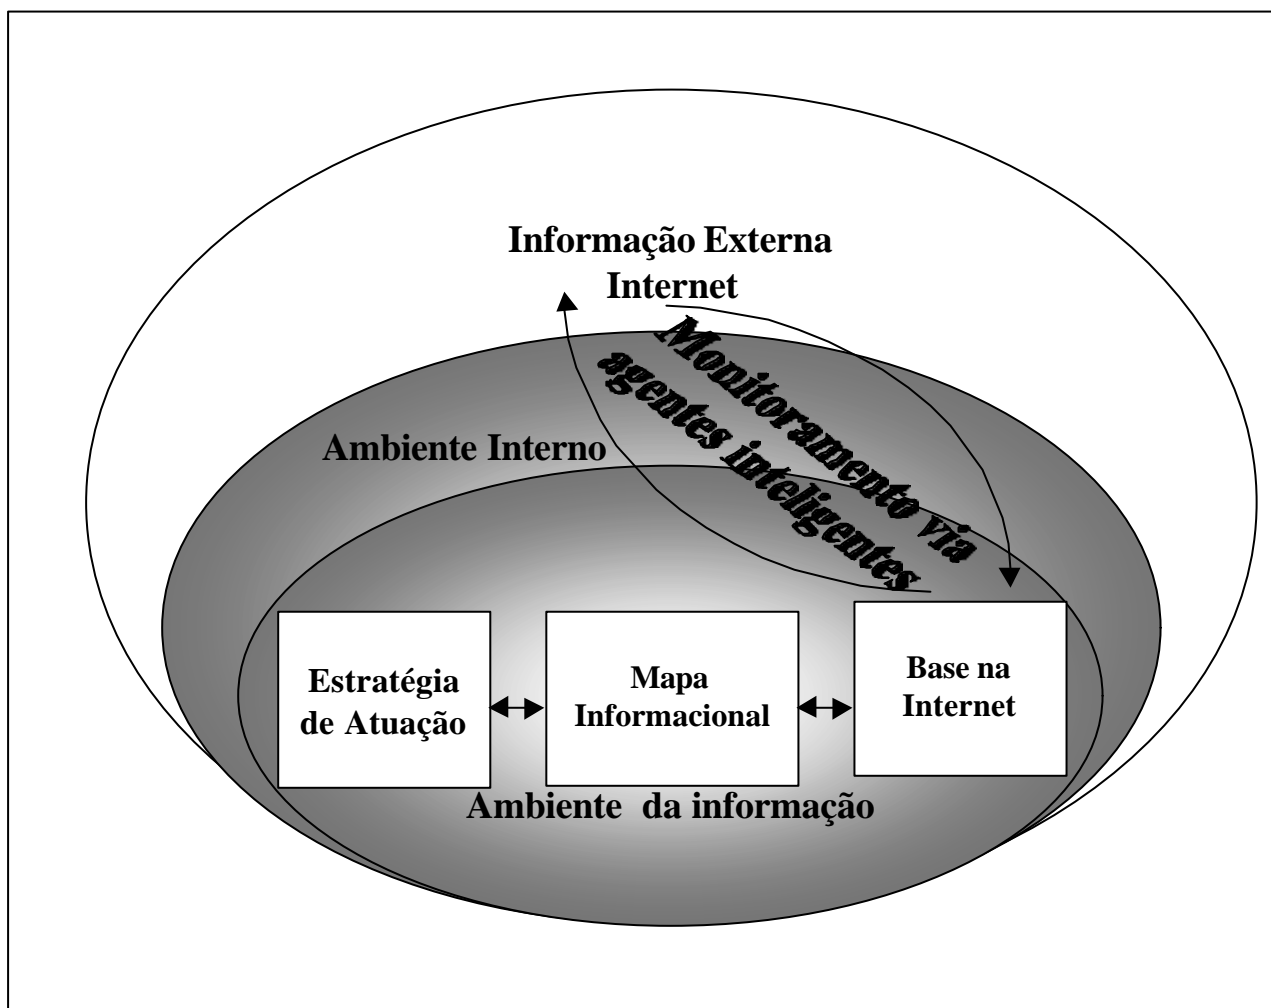 Informação Externa
Internet
Monitoramento via
agentes inteligentes
Ambiente Interno
Estratégia
de Atuação
Mapa
Informacional
Base na
Internet
Ambiente da informação